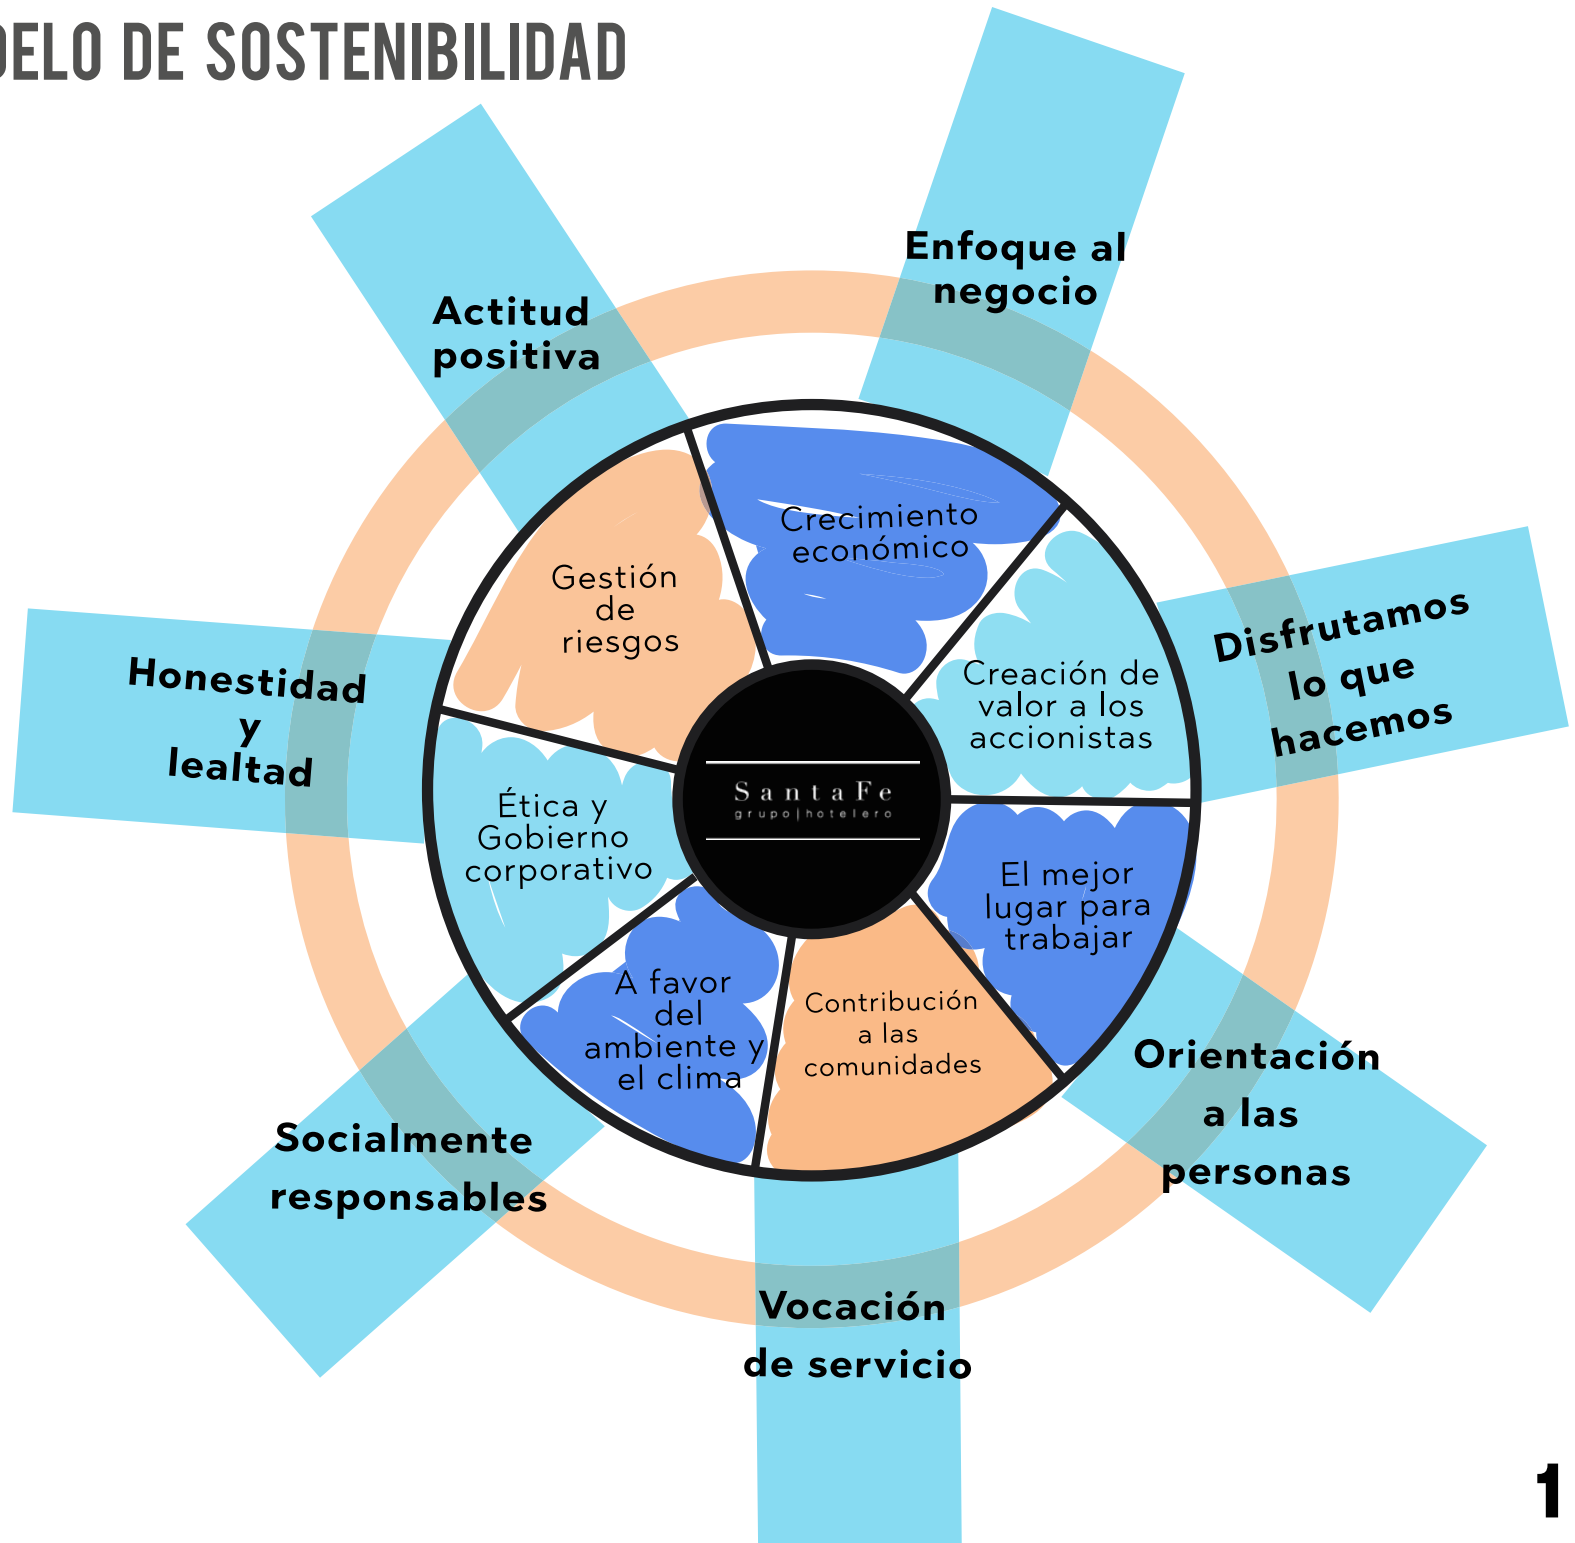 DELO DE SOSTENIBILIDAD
Enfoque al
negocio
Actitud
positiva
Disfrutamos
lo que
hacemos
Honestidad
y
lealtad
Crecimiento
económico
Gestión
de
riesgos
Creación de
valor a los
accionistas
SantaFe
grupo|hotelero
Ética y
Gobierno
corporativo
El mejor
lugar para
trabajar
A favor
del
ambiente y
el clima
Contribución
a las
comunidades
Orientación
a las
personas
Socialmente
responsables
Vocación
de servicio
1